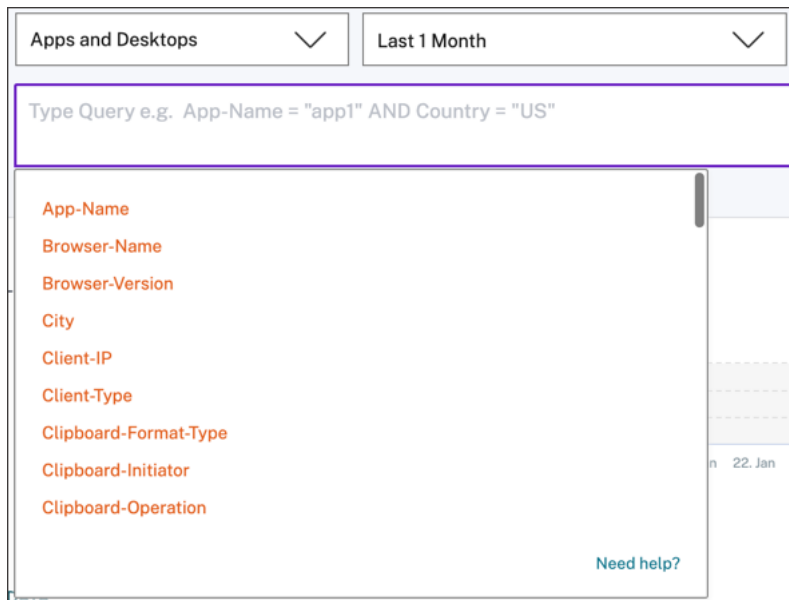 Apps and Desktops
Last 1 Month
Type Query e.g. App-Name = "app1" AND Country = "US"
App-Name
Browser-Name
Browser-Version
City
Client-IP
Client-Type
Clipboard-Format-Type
Clipboard-Initiator
22. Jan
Clipboard-Operation
Need help?